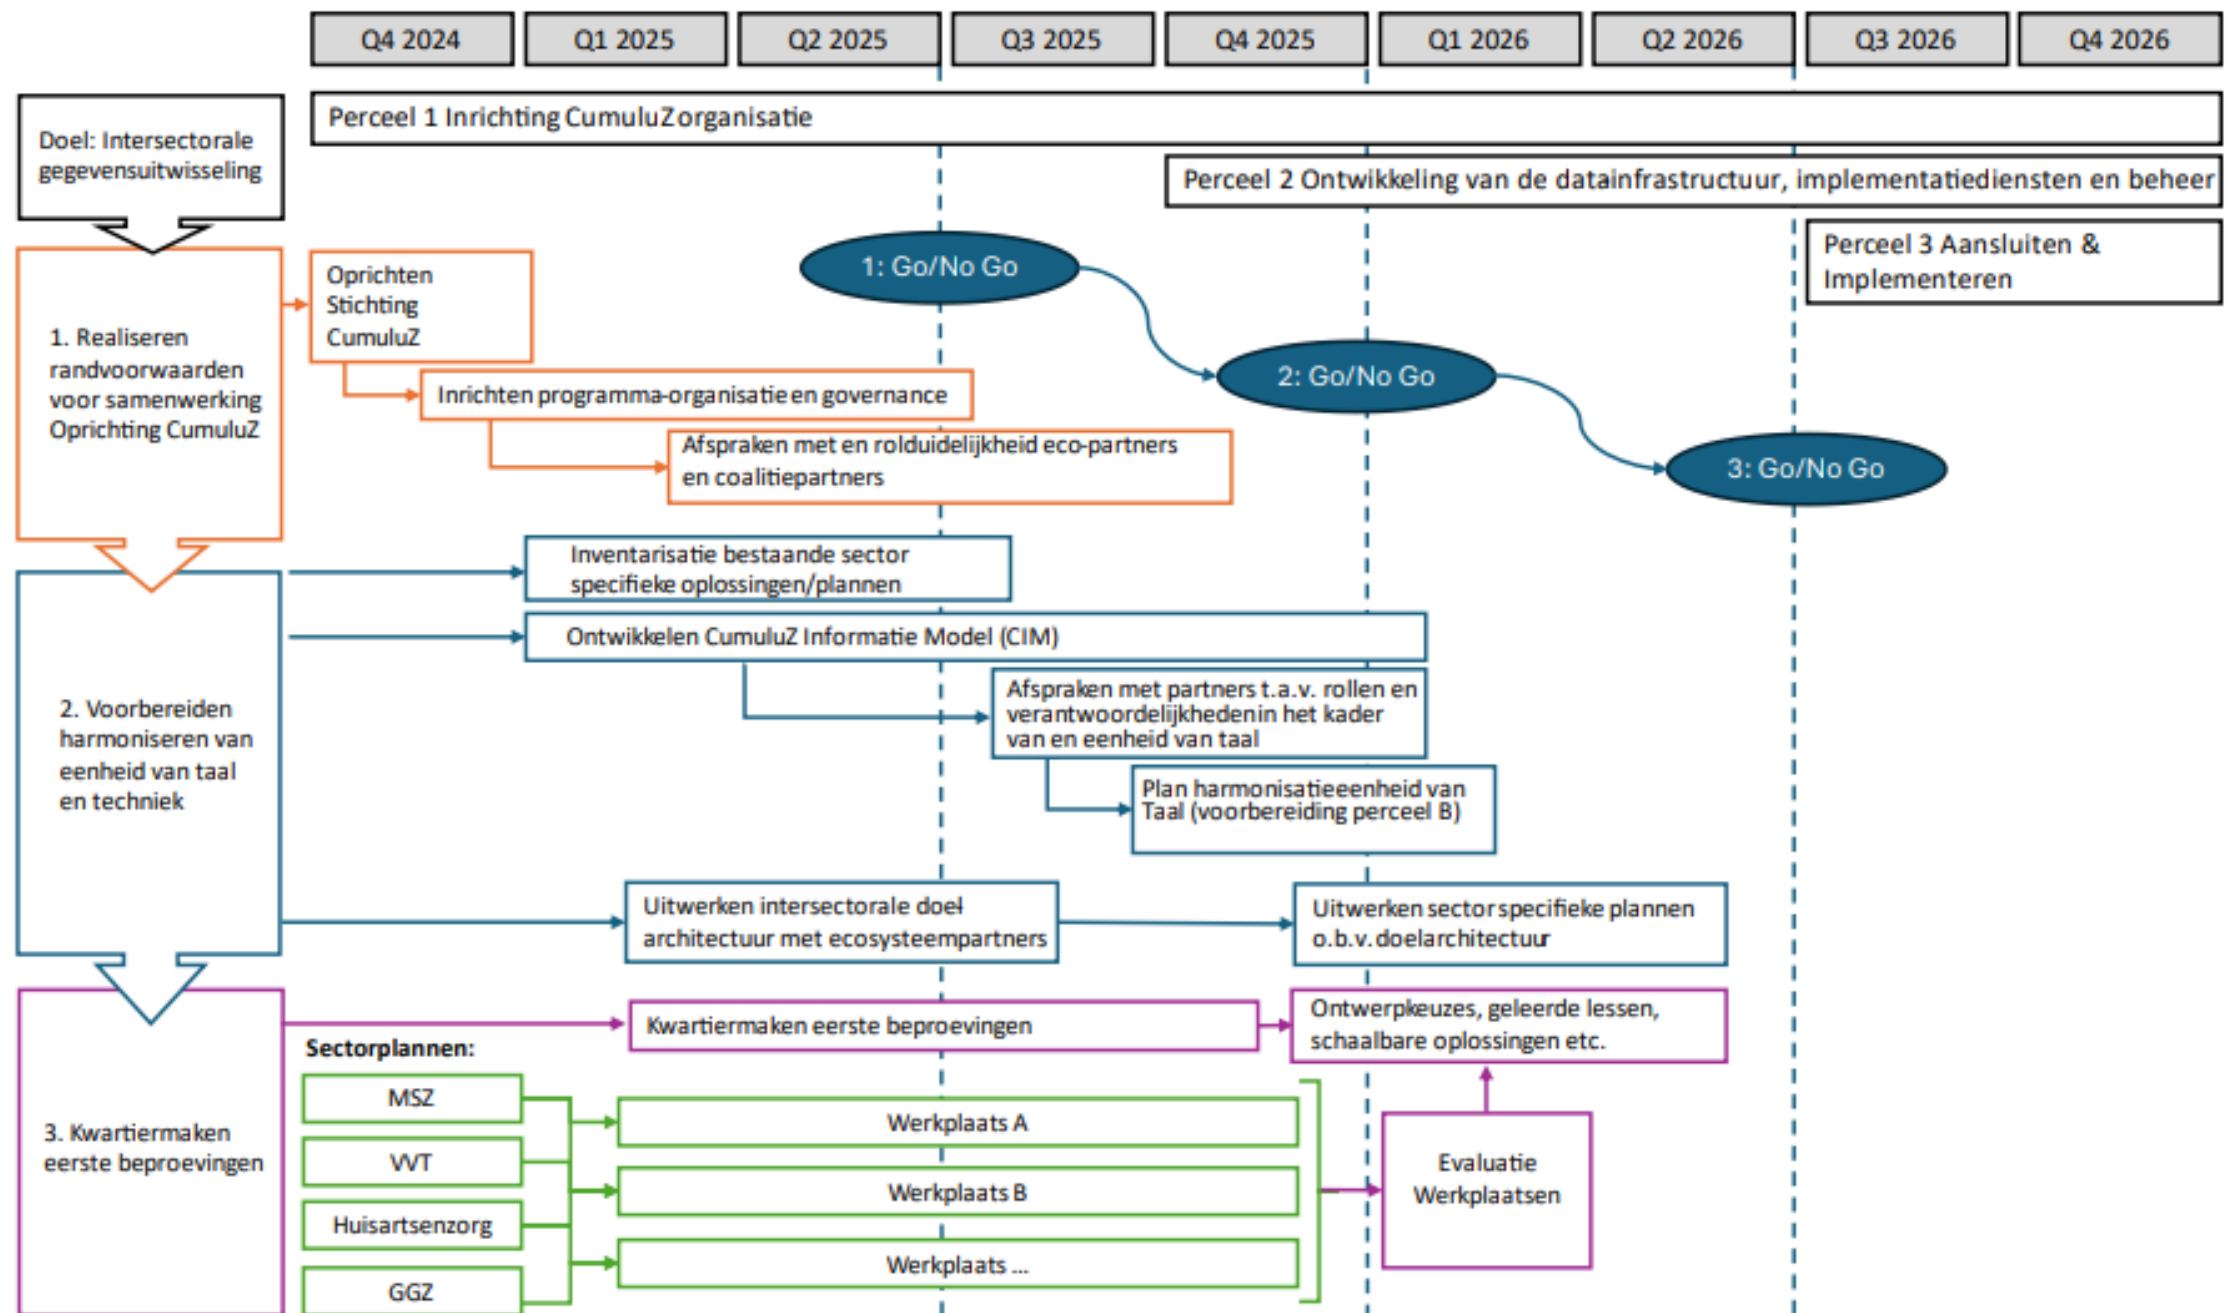 Q4 2024
Q1 2025
Q2 2025
Q3 2025
Q4 2025
Q1 2026
Q2 2026
Q3 2026
Q4 2026
Doel: Intersectorale
gegevensuitwisseling
Perceel 1 Inrichting CumuluZorganisatie
Perceel 2 Ontwikkeling van de datainfrastructuur, implementatiediensten en beheer
Perceel 3 Aansluiten &
Implementeren
1: Go/No Go
2: Go/No Go
3: Go/No Go
1. Realiseren
randvoorwaarden
voor samenwerking
Oprichting CumuluZ
Oprichten
Stichting
CumuluZ
Inrichten programma-organisatie en governance
Afspraken met en rolduidelijkheid eco-partners
en coalitiepartners
2. Voorbereiden
harmoniseren van
eenheid van taal
en techniek
Inventarisatie bestaande sector
specifieke oplossingen/plannen
Ontwikkelen CumuluZ Informatie Model (CIM)
Afspraken met partners t.a.v. rollen en
verantwoordelijkhedenin het kader
van en eenheid van taal
Plan harmonisatieeenheid van
Taal (voorbereiding perceel B)
Uitwerken intersectorale doel-
architectuur met ecosysteempartners
Uitwerken sectorspecifieke plannen
o.b.v. doelarchitectuur
3. Kwartiermaken
eerste beproevingen
Kwartiermaken eerste beproevingen
Ontwerpkeuzes, geleerde lessen,
schaalbare oplossingen etc.
Sectorplannen:
MSZ
VVT
Huisartsenzorg
GGZ
Werkplaats A
Werkplaats B
Werkplaats ...
Evaluatie
Werkplaatsen